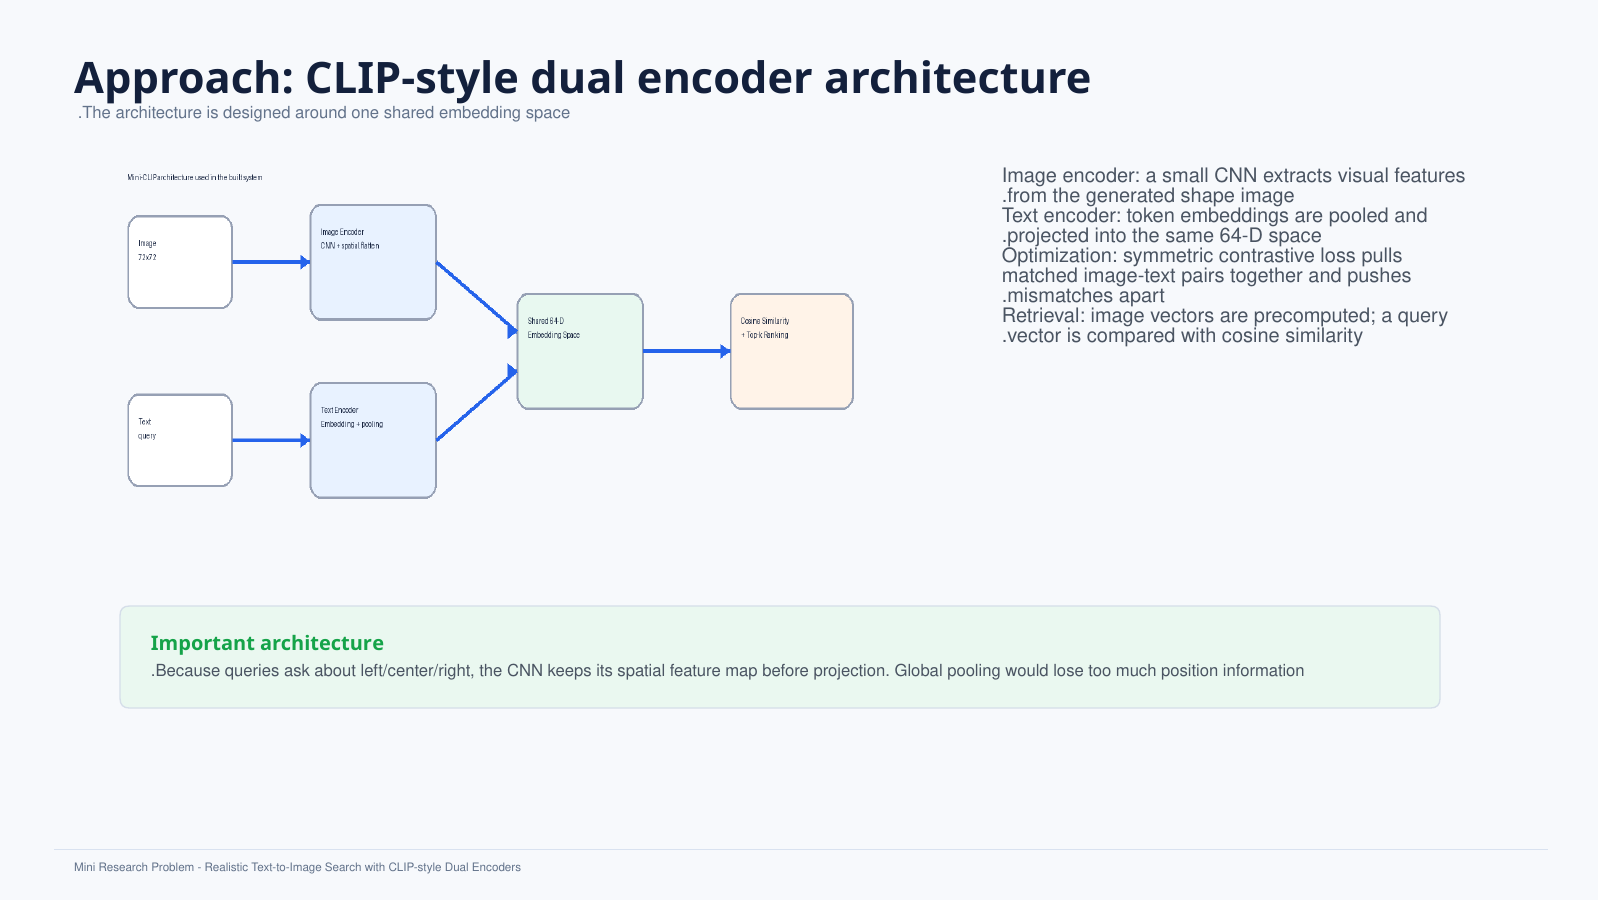 Approach: CLIP-style dual encoder architecture
.The architecture is designed around one shared embedding space
Mini-CLIP architecture used in the built system
Image
72x72
Image Encoder
CNN + spatial flatten
Text
query
Text Encoder
Embedding + pooling
Shared 64-D
Embedding Space
Cosine Similarity
+ Top-k Ranking
Image encoder: a small CNN extracts visual features
.from the generated shape image
Text encoder: token embeddings are pooled and
.projected into the same 64-D space
Optimization: symmetric contrastive loss pulls
matched image-text pairs together and pushes
.mismatches apart
Retrieval: image vectors are precomputed; a query
.vector is compared with cosine similarity
Important architecture
.Because queries ask about left/center/right, the CNN keeps its spatial feature map before projection. Global pooling would lose too much position information
Mini Research Problem - Realistic Text-to-Image Search with CLIP-style Dual Encoders